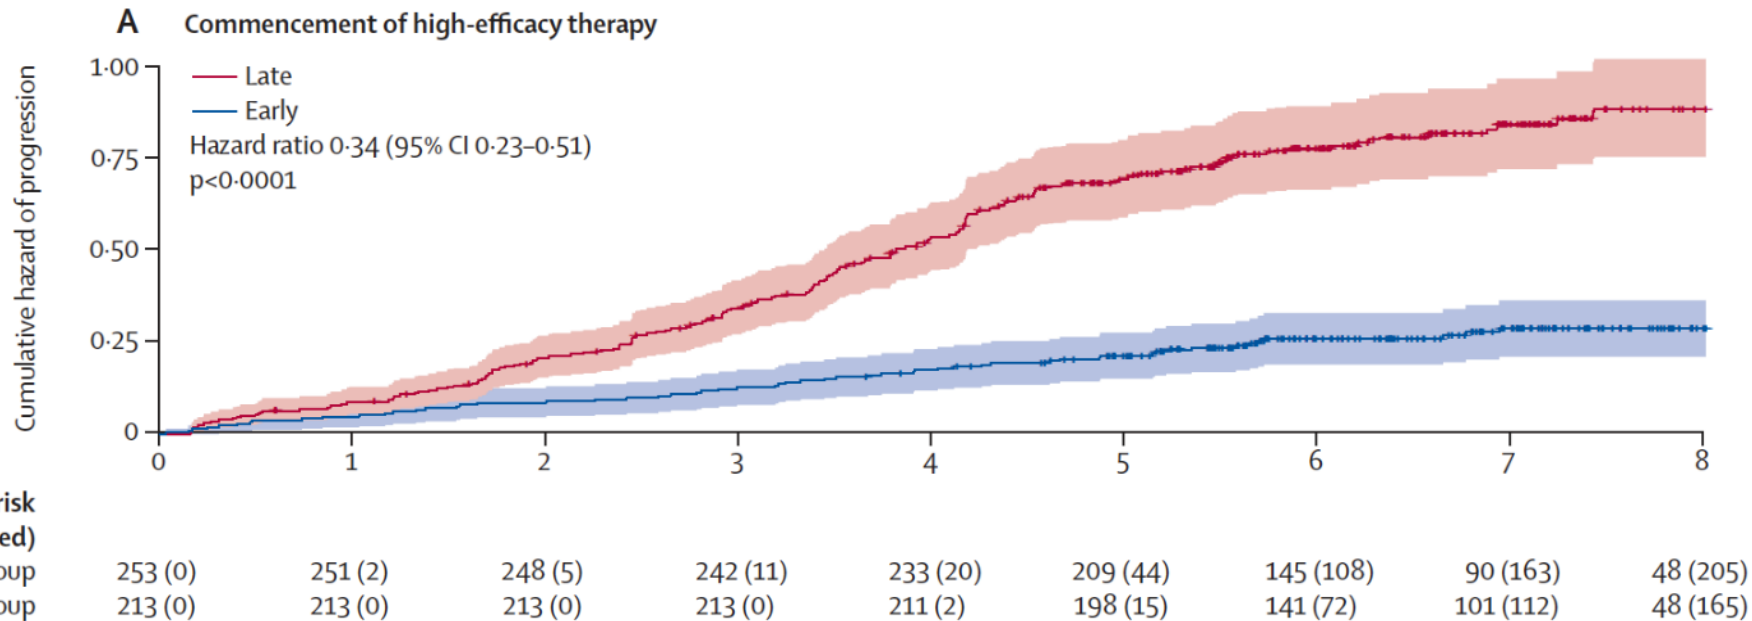 A Commencement of high-efficacy therapy
Cumulative hazard of progression
1·00
0·75
0·50
0·25
0
Late
Early
Hazard ratio 0·34 (95% CI 0·23–0·51)
p<0·0001
0 1 2 3 4 5 6 7 8
risk
ed)
oup 253 (0) 251 (2) 248 (5) 242 (11) 233 (20) 209 (44) 145 (108) 90 (163) 48 (205)
oup 213 (0) 213 (0) 213 (0) 213 (0) 211 (2) 198 (15) 141 (72) 101 (112) 48 (165)